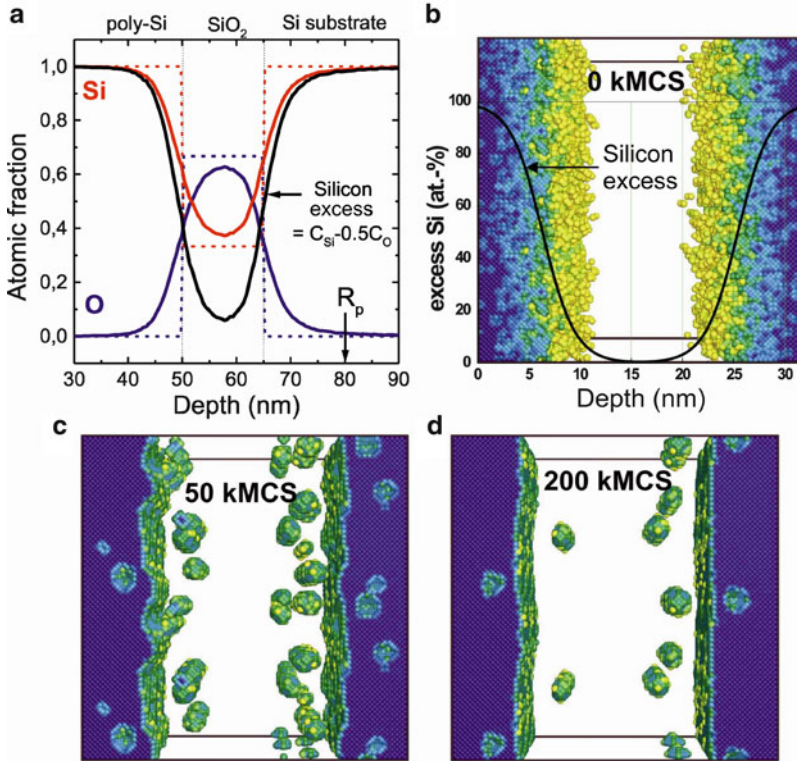 a
poly-Si
SiO2
Si substrate
1,0
0,8
0,6
0,4
0,2
0,0
Atomic fraction
Si
O
Silicon
excess
= CSi-0.5CO
Rp
30 40 50 60 70 80 90
Depth (nm)
b
0 kMCS
Silicon
excess
100
80
60
40
20
0
excess Si (at.-%)
0 5 10 15 20 25 30
Depth (nm)
c
50 kMCS
d
200 kMCS